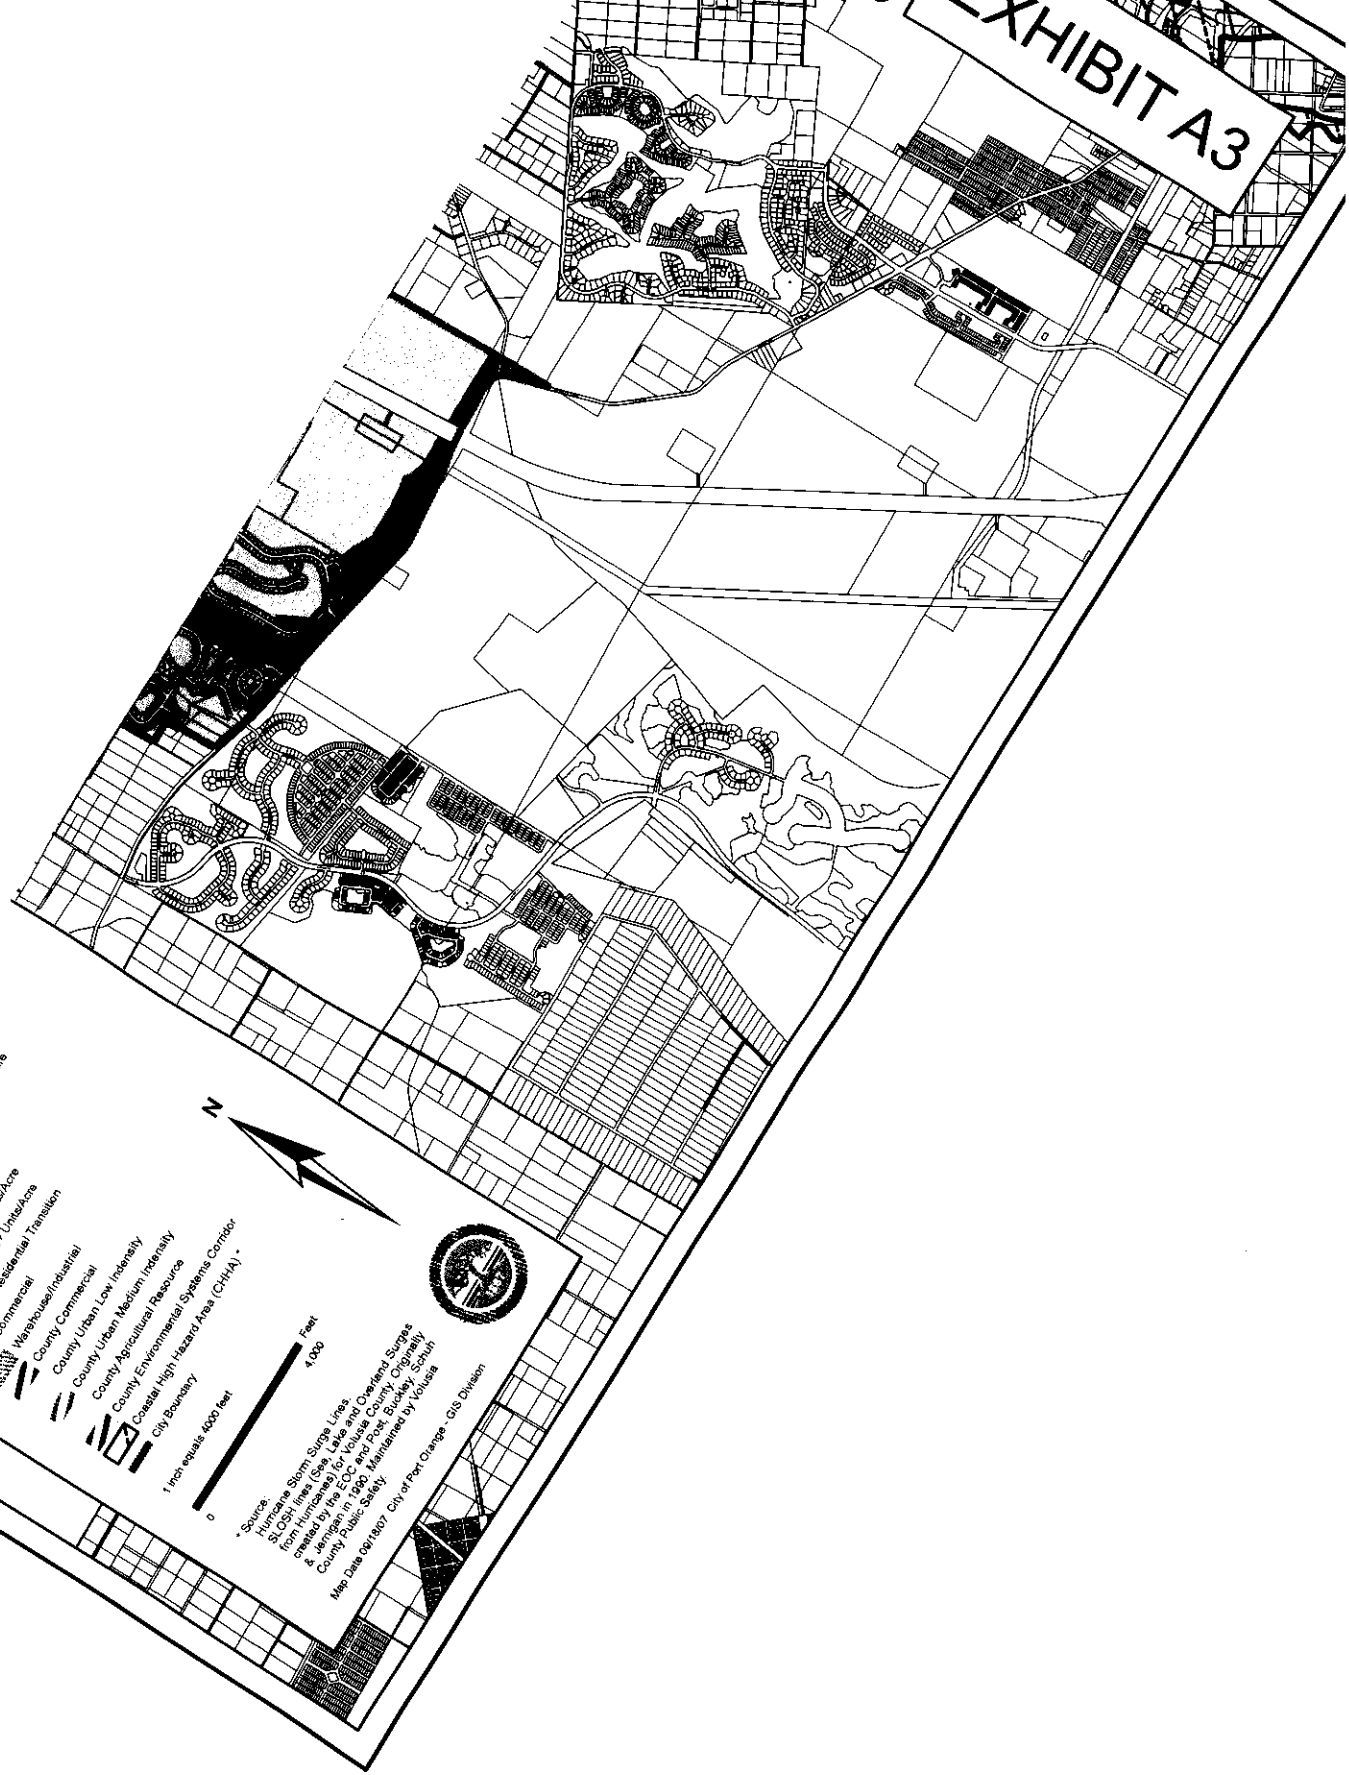 EXHIBIT A3
N
Units/Acre
Residential Transition
Commercial
Warehouse/Industrial
County Commercial
County Urban Low Indensity
County Urban Medium Indensity
County Agricultural Resource
County Environmental Systems Corridor
Coastal High Hazard Area (CHHA) *
City Boundary
1 inch equals 4000 feet
Feet
0
4,000
* Source:
Hurricane Storm Surge Lines.
SLOSH lines (Sea, Lake and Overland Surges
from Hurricanes) for Volusia County. Originally
created by the EOC and Post, Buckley, Schuh
& Jernigan in 1990. Maintained by Volusia
County Public Safety.
Map Date 09/18/07 City of Port Orange - GIS Division